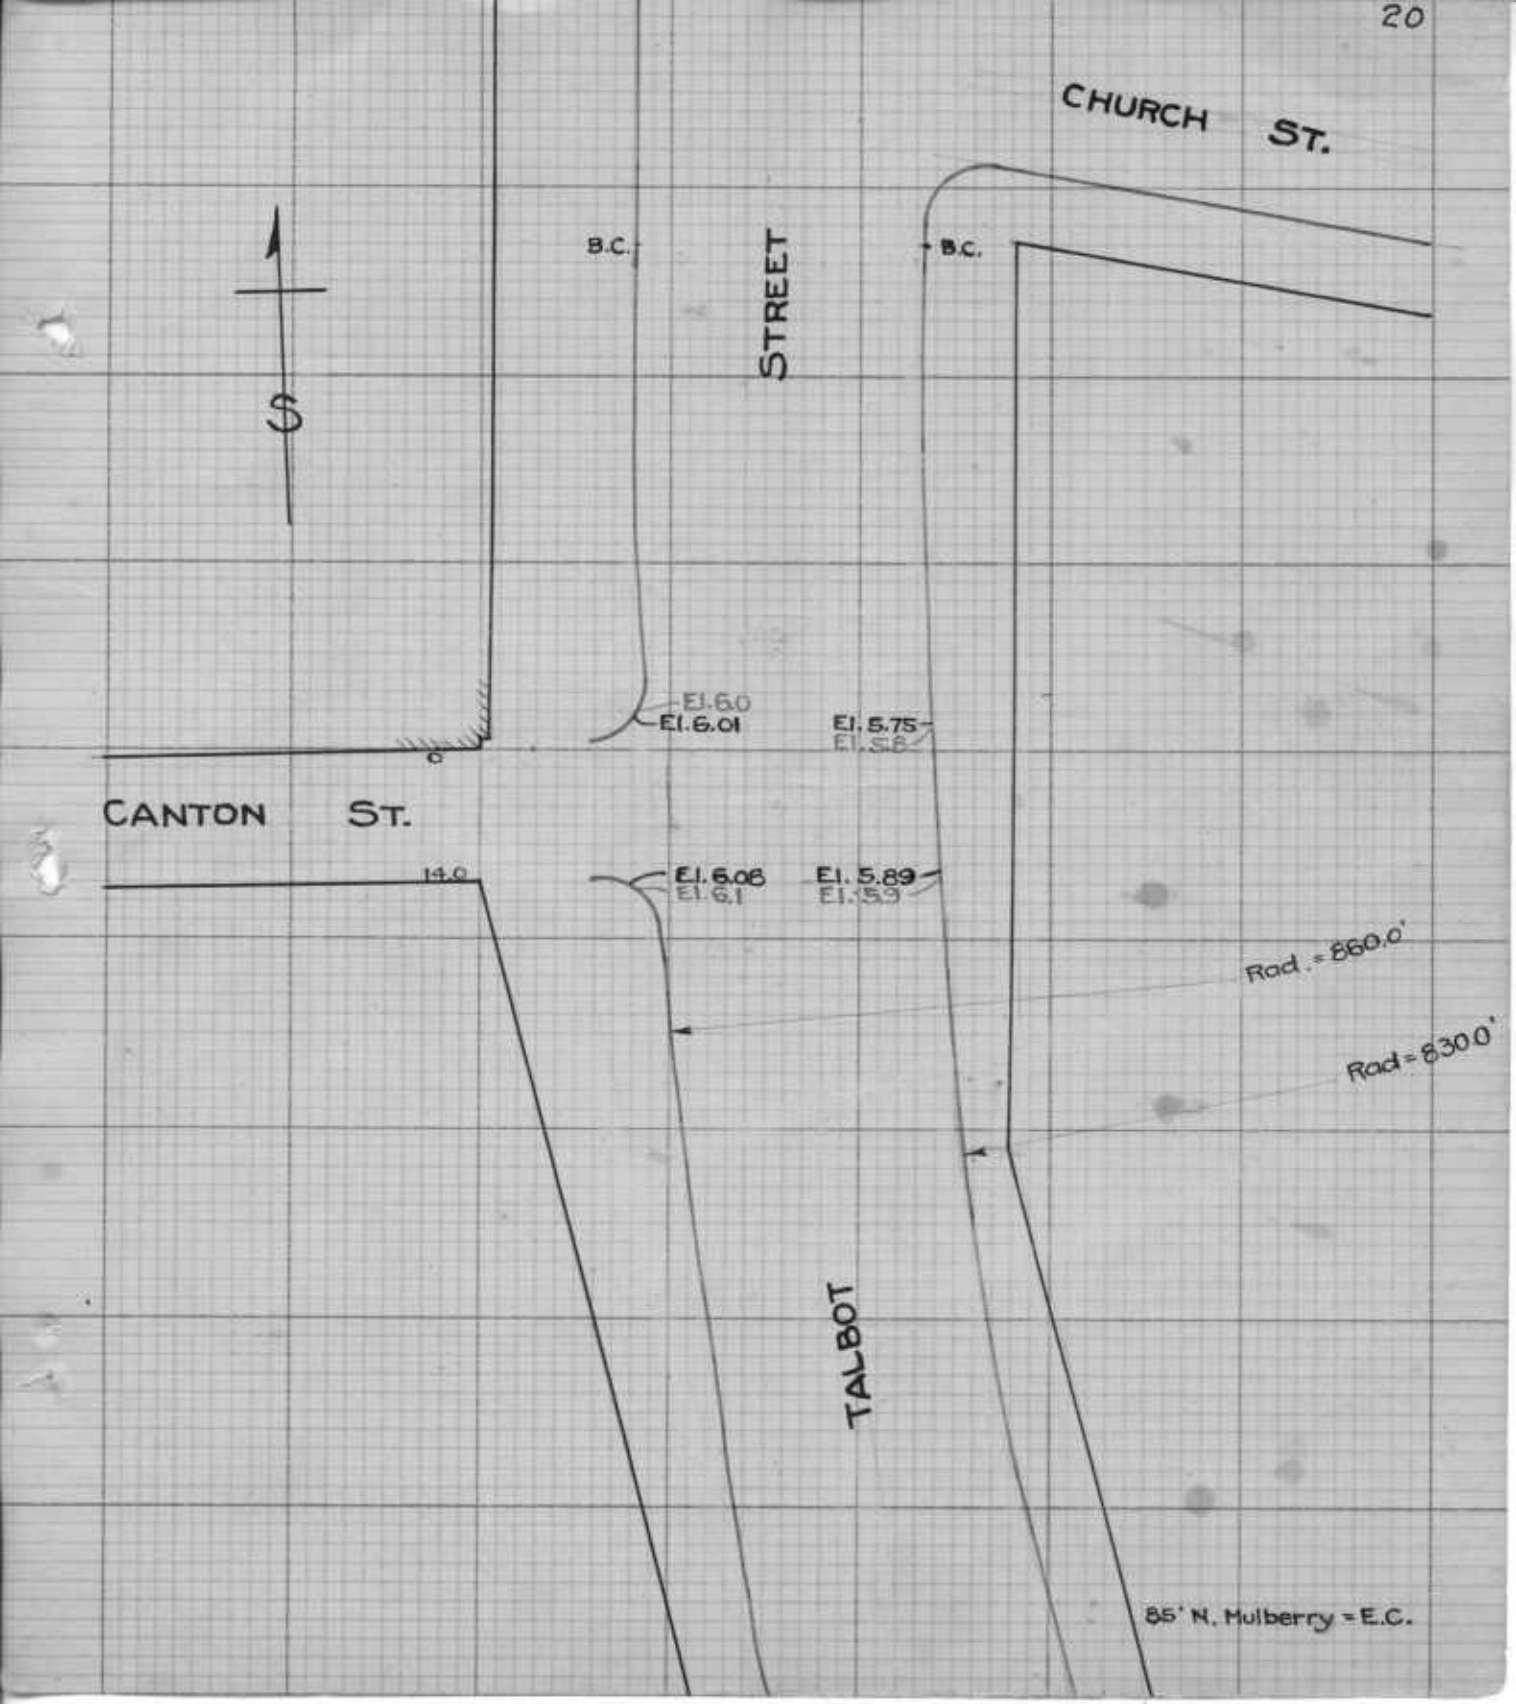 20
CHURCH ST.
B.C.
B.C.
STREET
S
El. 6.0
El. 6.01
El. 5.75
El. 5.8
0
CANTON ST.
14.0
El. 6.08
El. 5.89
El. 6.1
El. 5.9
Rad. = 860.0'
Rad = 830.0'
TALBOT
85' N. Mulberry = E.C.